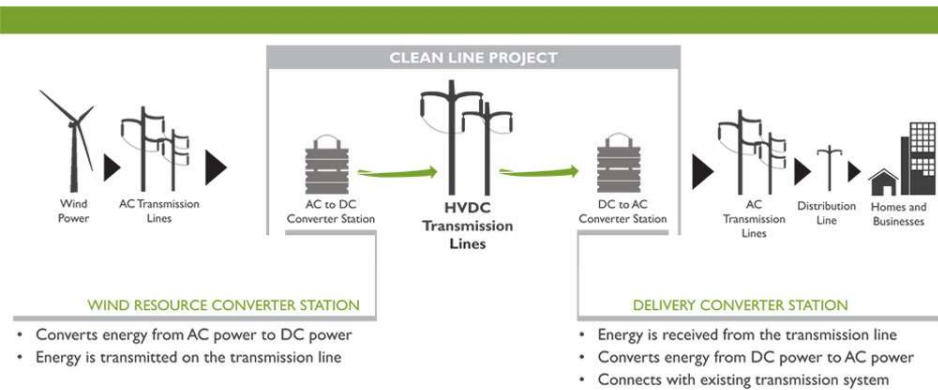 CLEAN LINE PROJECT
Wind
Power
AC Transmission
Lines
AC to DC
Converter Station
HVDC
Transmission
Lines
DC to AC
Converter Station
AC
Transmission
Lines
Distribution
Line
Homes and
Businesses
WIND RESOURCE CONVERTER STATION
• Converts energy from AC power to DC power
• Energy is transmitted on the transmission line
DELIVERY CONVERTER STATION
• Energy is received from the transmission line
• Converts energy from DC power to AC power
• Connects with existing transmission system